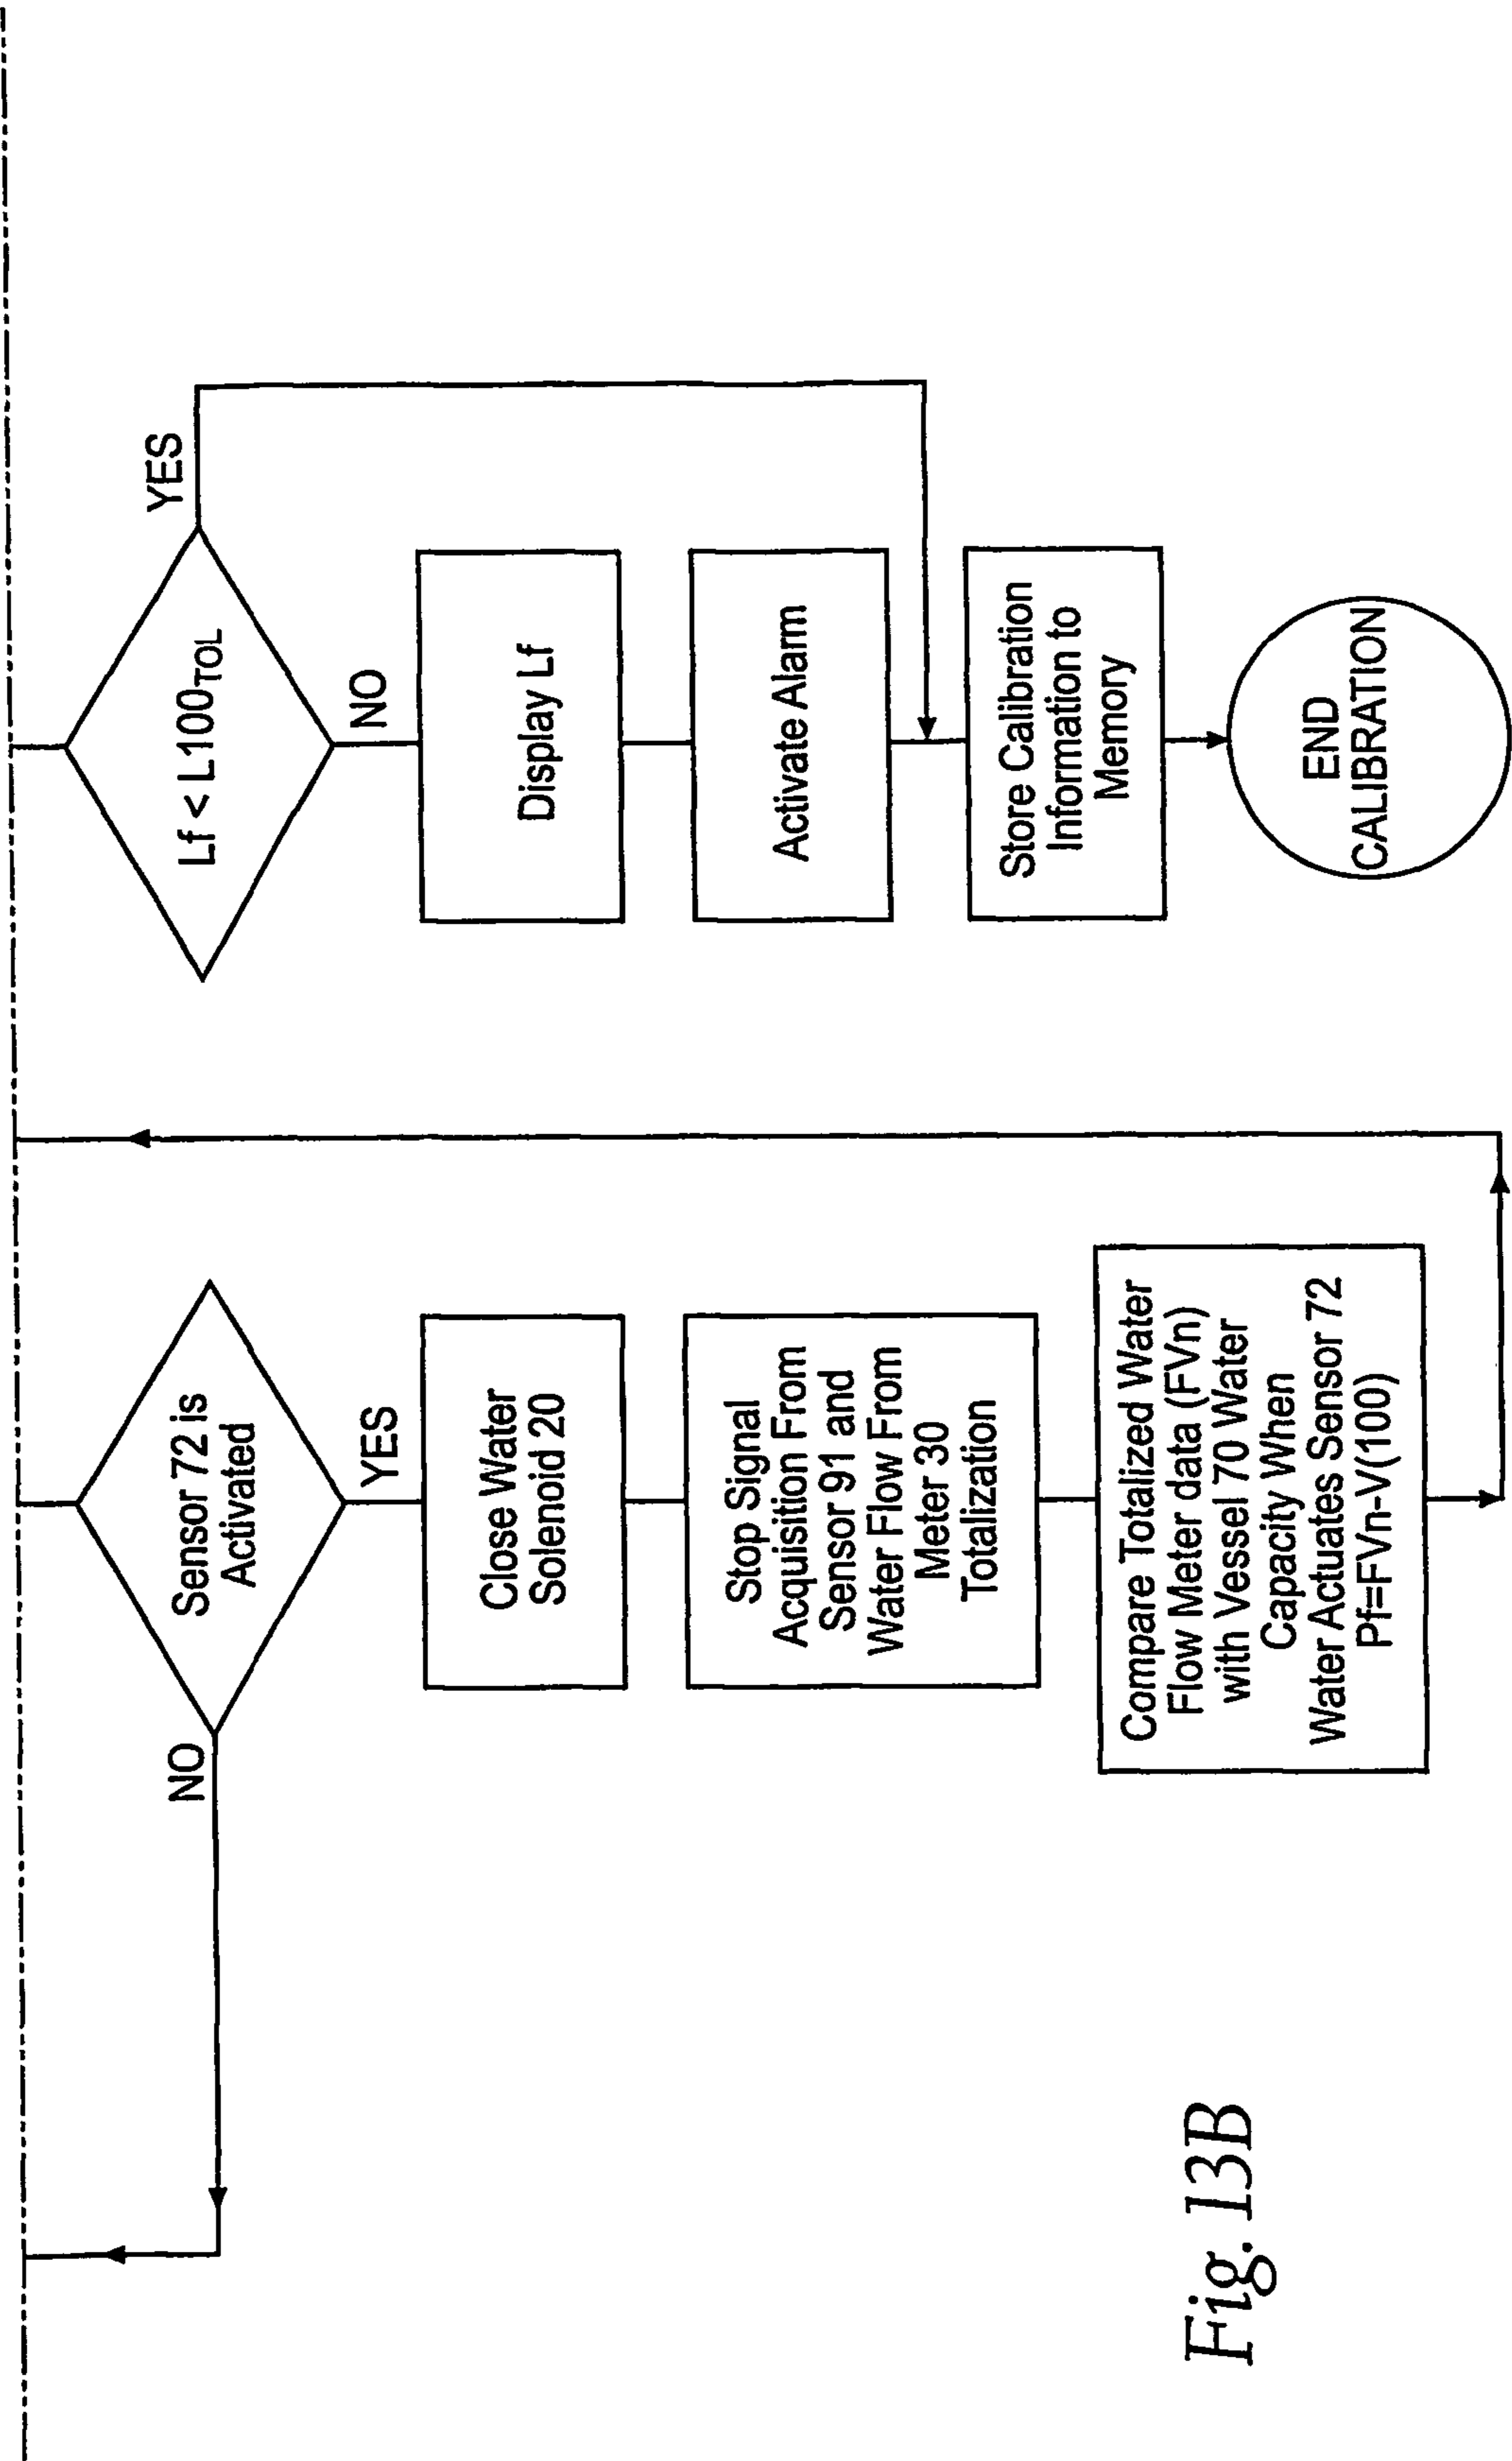 Sensor 72 is
Activated
NO
YES
Close Water
Solenoid 20
Stop Signal
Acquisition From
Sensor 91 and
Water Flow From
Meter 30
Totalization
Compare Totalized Water
Flow Meter data (FVn)
with Vessel 70 Water
Capacity When
Water Actuates Sensor 72
Pf=FVn-V(100)
Lf < L100TOL
YES
NO
Display Lf
Activate Alarm
Store Calibration
Information to
Memory
END
CALIBRATION
Fig. 13B